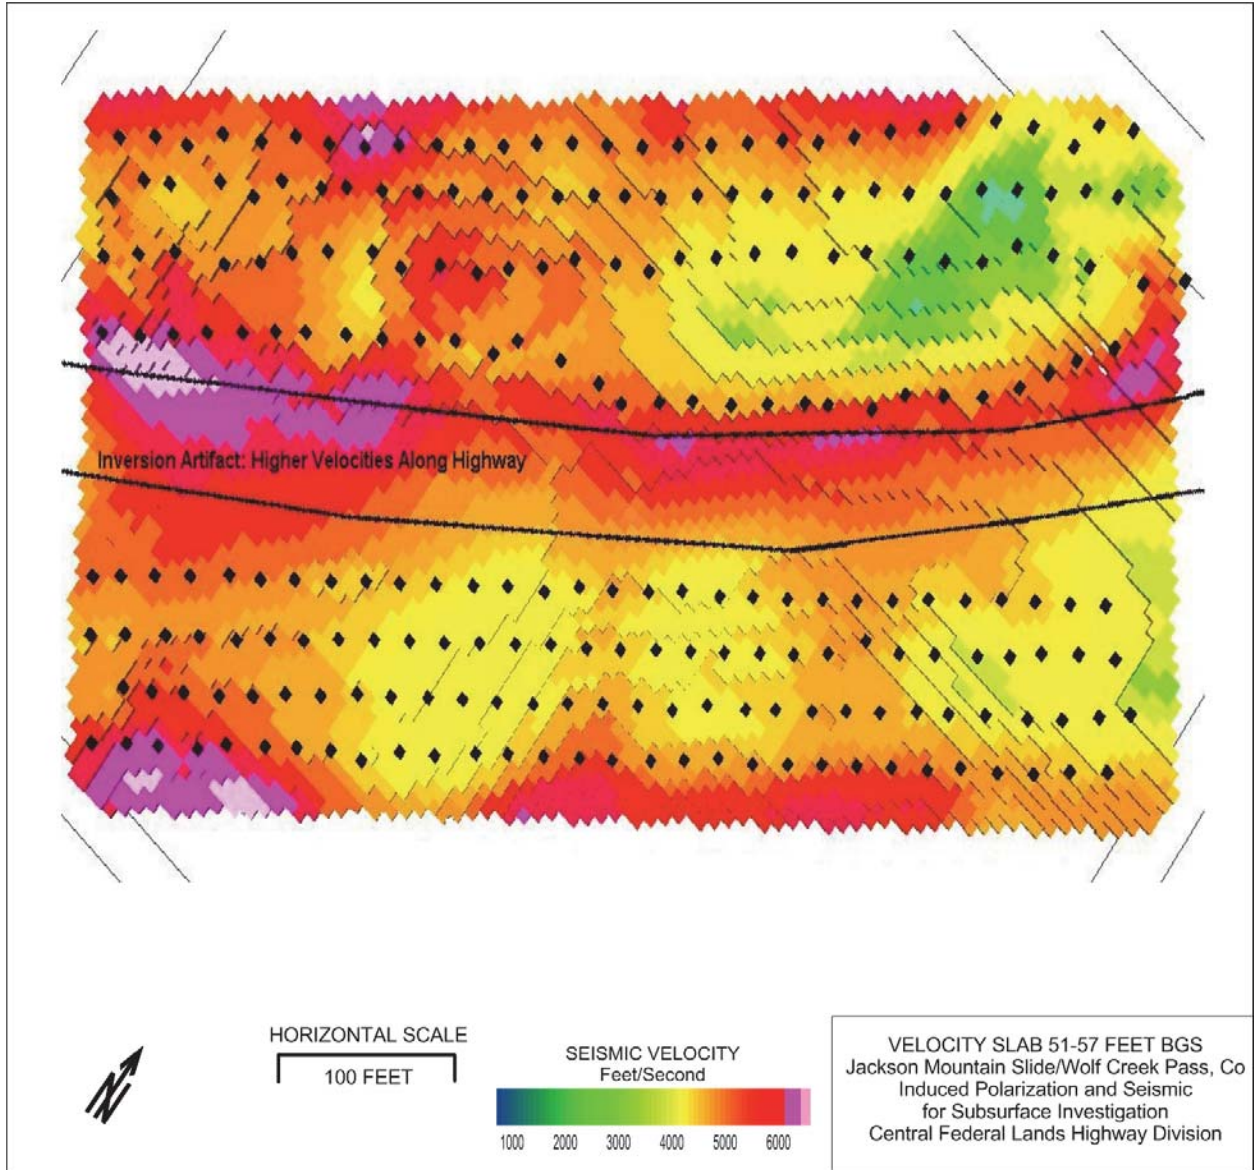 Inversion Artifact: Higher Velocities Along Highway
N
HORIZONTAL SCALE
100 FEET
SEISMIC VELOCITY
Feet/Second
1000 2000 3000 4000 5000 6000
VELOCITY SLAB 51-57 FEET BGS
Jackson Mountain Slide/Wolf Creek Pass, Co
Induced Polarization and Seismic
for Subsurface Investigation
Central Federal Lands Highway Division